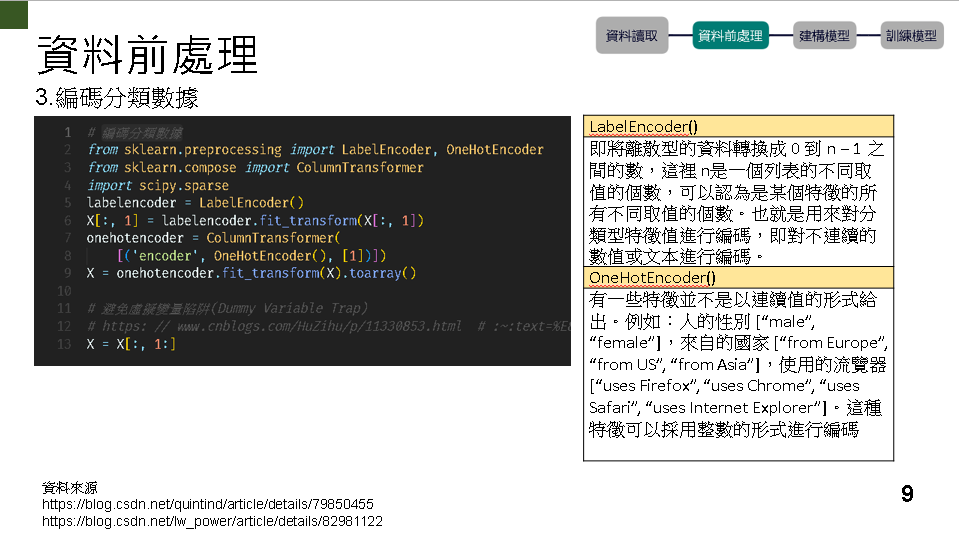 資料讀取
資料前處理
建構模型
訓練模型
資料前處理
3.編碼分類數據
1 # 編碼分類數據
2 from sklearn.preprocessing import LabelEncoder, OneHotEncoder
3 from sklearn.compose import ColumnTransformer
4 import scipy.sparse
5 labelencoder = LabelEncoder()
6 X[:, 1] = labelencoder.fit_transform(X[:, 1])
7 onehotencoder = ColumnTransformer(
8 [('encoder', OneHotEncoder(), [1])])
9 X = onehotencoder.fit_transform(X).toarray()
10
11 # 避免虛擬變量陷阱(Dummy Variable Trap)
12 # https: // www.cnblogs.com/HuZihu/p/11330853.html # :~:text=%E
13 X = X[:, 1:]
LabelEncoder()
即將離散型的資料轉換成 0 到 n – 1 之
間的數，這裡 n是一個列表的不同取
值的個數，可以認為是某個特徵的所
有不同取值的個數。也就是用來對分
類型特徵值進行編碼，即對不連續的
數值或文本進行編碼。
OneHotEncoder()
有一些特徵並不是以連續值的形式給
出。例如：人的性別 [“male”,
“female”]，來自的國家 [“from Europe”,
“from US”, “from Asia”]，使用的流覽器
[“uses Firefox”, “uses Chrome”, “uses
Safari”, “uses Internet Explorer”]。這種
特徵可以採用整數的形式進行編碼
資料來源
https://blog.csdn.net/quintind/article/details/79850455
https://blog.csdn.net/lw_power/article/details/82981122
9